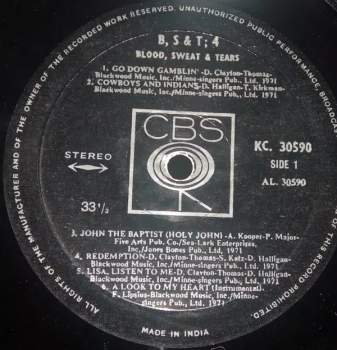 B, S & T; 4
BLOOD, SWEAT & TEARS
1. GO DOWN GAMBLIN'-D. Clayton-Thomas-
Blackwood Music, Inc./Minne-singers Pub., Ltd. 1971
2. COWBOYS AND INDIANS-D. Halligan-T. Kirkman-
Blackwood Music, Inc./Minne-singers Pub., Ltd. 1971
CBS
STEREO
33 1/3
KC. 30590
SIDE 1
AL. 30590
3. JOHN THE BAPTIST (HOLY JOHN)-A. Kooper-P. Major-
Five Arts Pub. Co./Sea-Lark Enterprises,
Inc./Jones Bones Pub., Ltd. 1971
4. REDEMPTION-D. Clayton-Thomas-S. Katz-D. Halligan-
Blackwood Music, Inc./Minne-singers Pub., Ltd. 1971
5. LISA, LISTEN TO ME-D. Clayton-Thomas-D. Halligan-
Blackwood Music, Inc./Minne-singers Pub., Ltd. 1971
6. A LOOK TO MY HEART (Instrumental)-
F. Lipsius-Blackwood Music, Inc./Minne-
singers Pub., Ltd. 1971
MADE IN INDIA
ALL RIGHTS OF THE MANUFACTURER AND OF THE OWNER OF THE RECORDED WORK RESERVED. UNAUTHORIZED PUBLIC PERFORMANCE, BROADCAST OF THIS RECORD PROHIBITED.